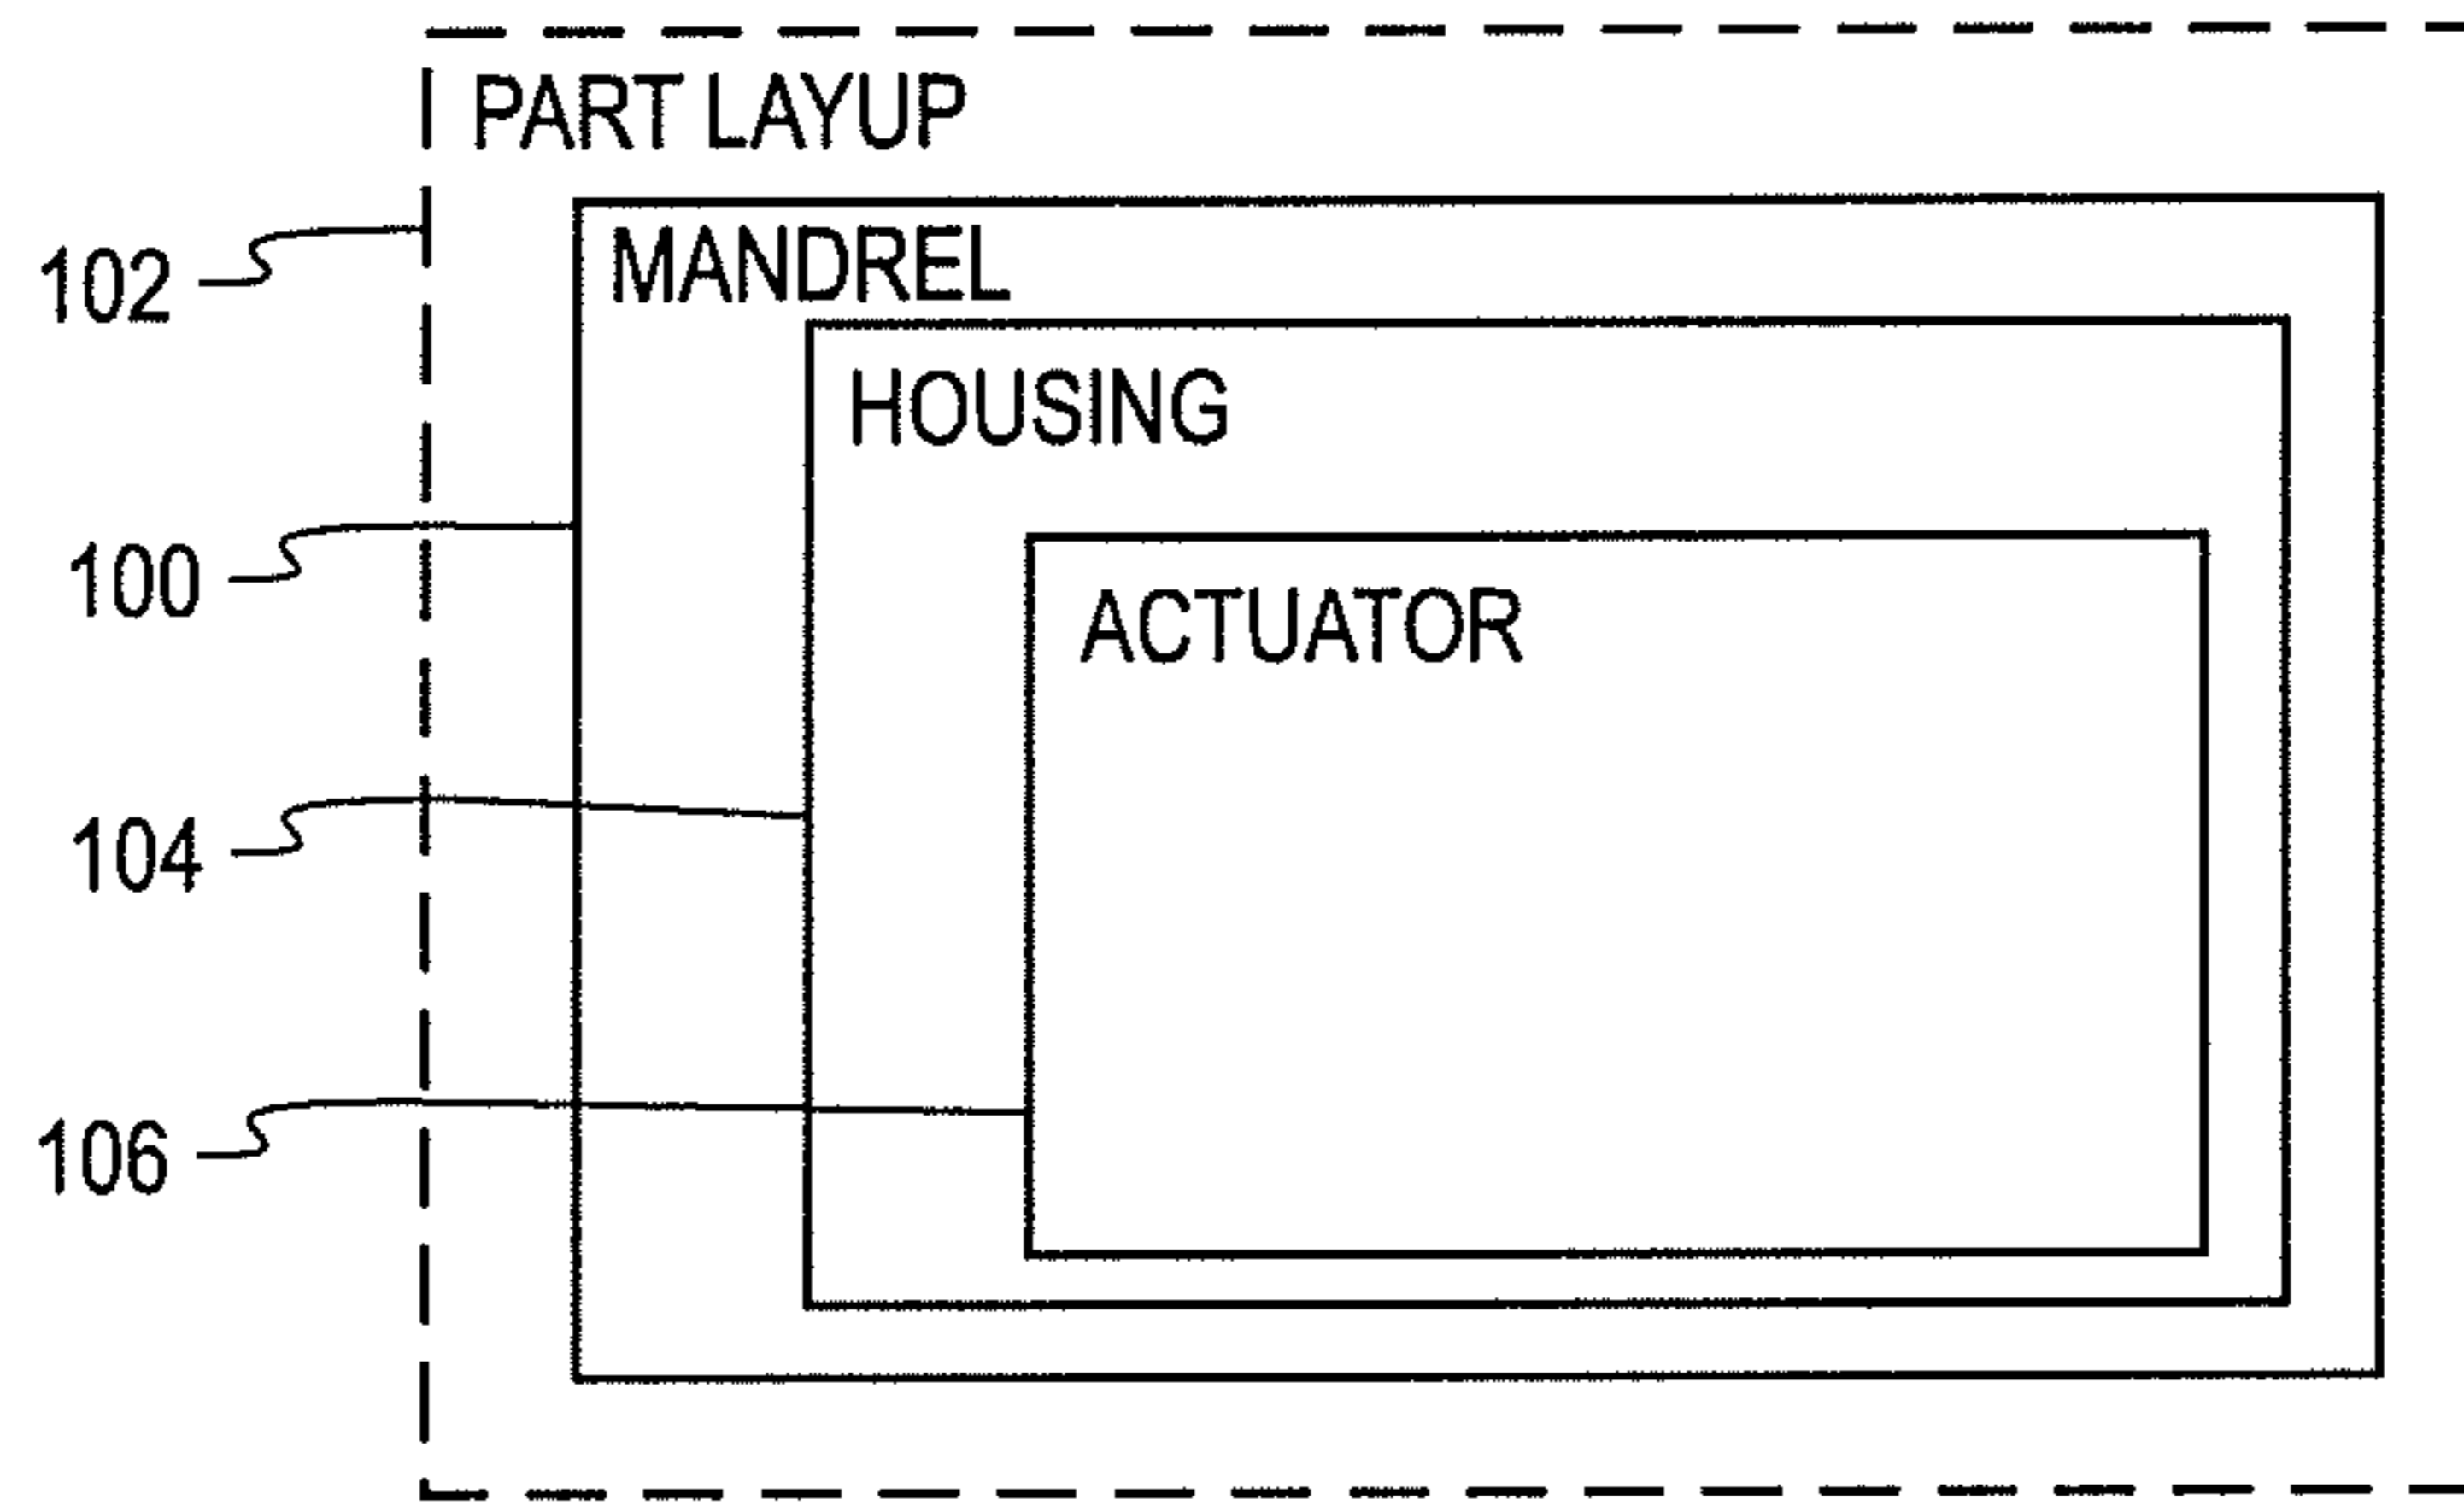 PART LAYUP
102
MANDREL
HOUSING
100
ACTUATOR
104
106